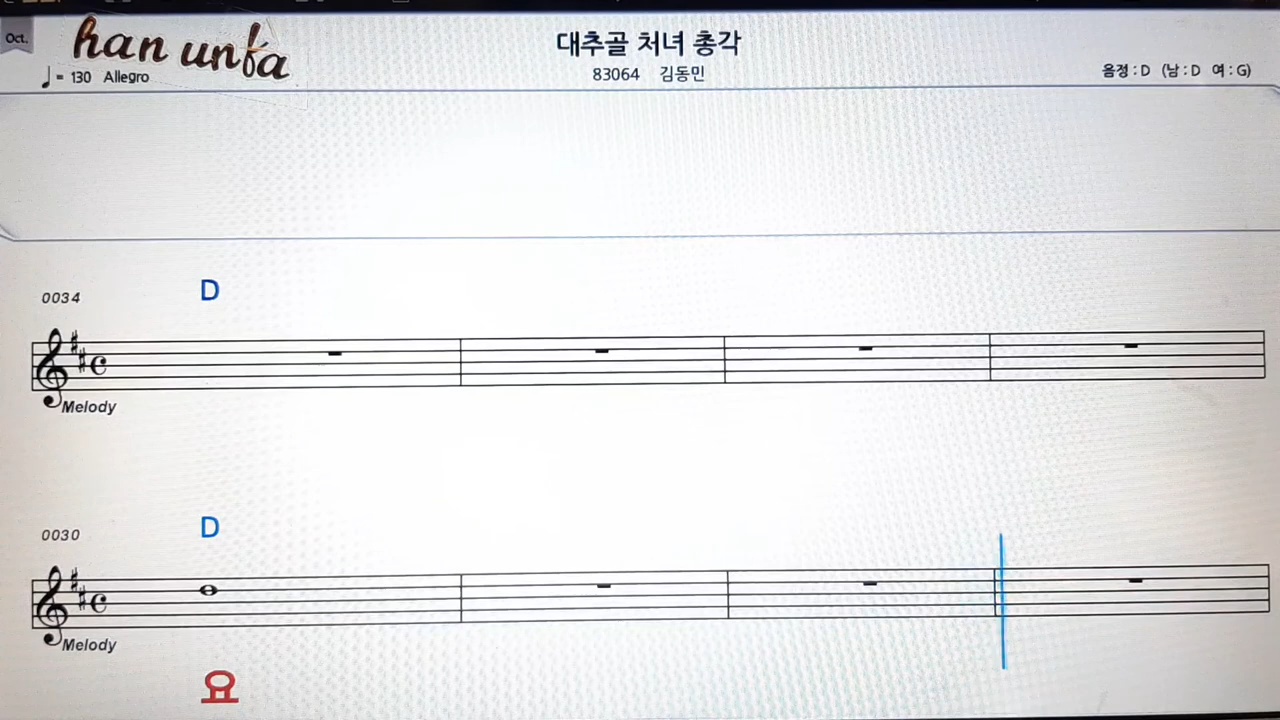 Oct.
han unfa
♩= 130 Allegro
대추골 처녀 총각
83064 김동민
음정 : D (남 : D 여 : G)
0034
D
Melody
0030
D
Melody
요